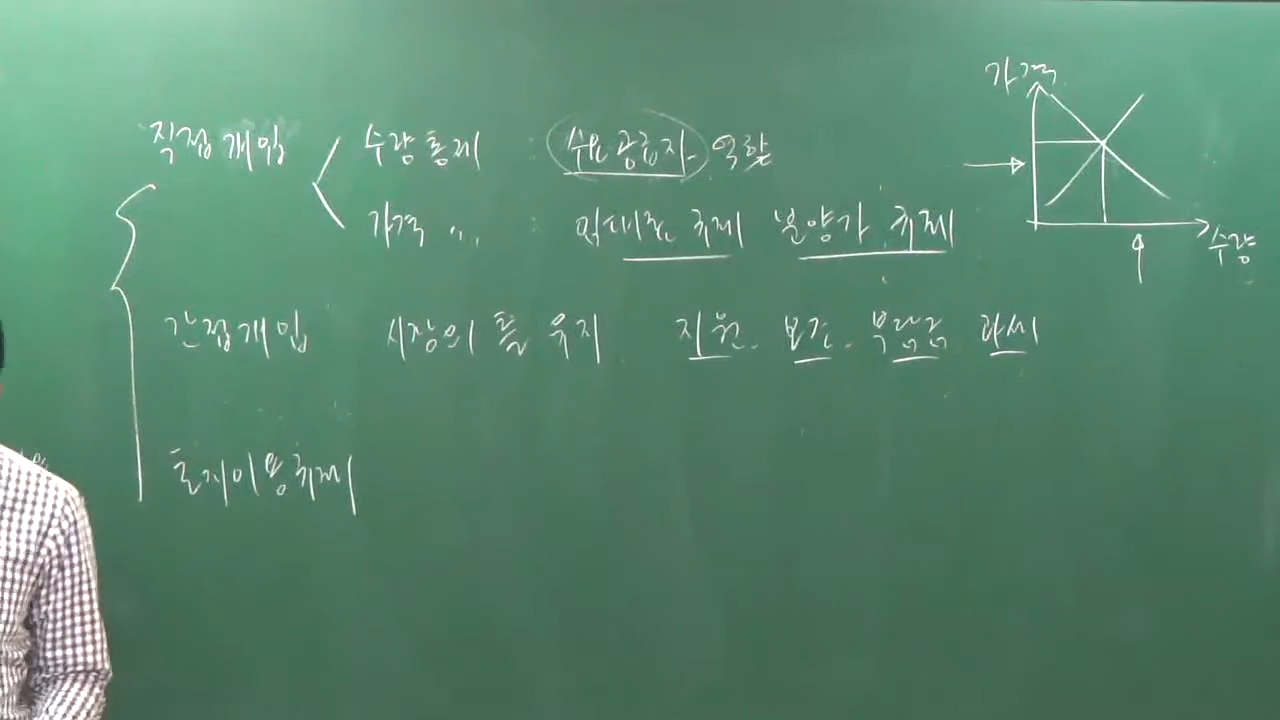 가격
직접개입 수량통제 : 수요공급자 역할
가격 〃 : 임대료 규제 분양가 규제
수량
간접개입 시장의 틀 유지 지원. 보조. 부담금 과세
토지이용규제